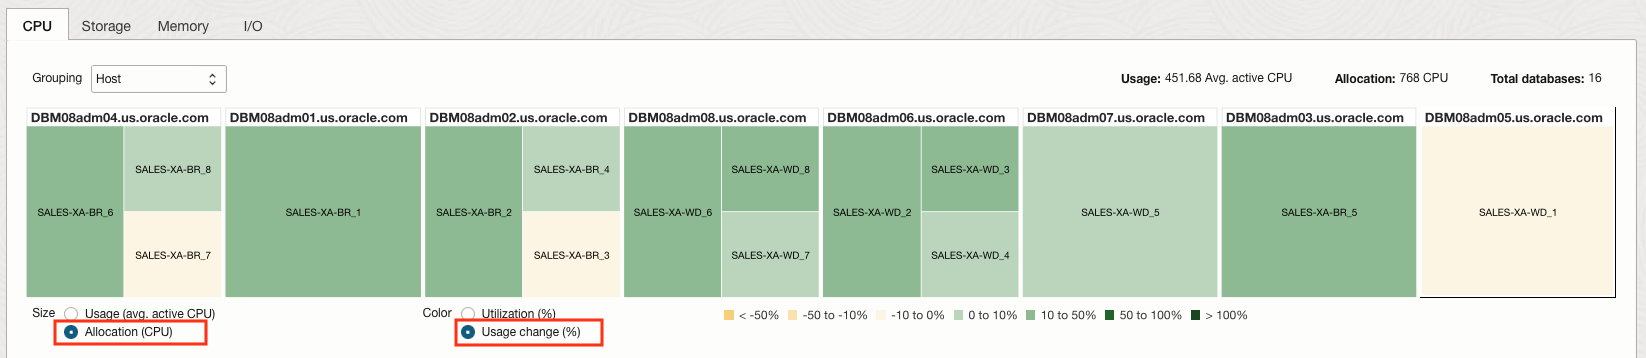 CPU Storage Memory I/O
Grouping Host Usage: 451.68 Avg. active CPU Allocation: 768 CPU Total databases: 16
DBM08adm04.us.oracle.com DBM08adm01.us.oracle.com DBM08adm02.us.oracle.com DBM08adm08.us.oracle.com DBM08adm06.us.oracle.com DBM08adm07.us.oracle.com DBM08adm03.us.oracle.com DBM08adm05.us.oracle.com
SALES-XA-BR_8 SALES-XA-BR_4 SALES-XA-WD_8 SALES-XA-WD_3
SALES-XA-BR_6 SALES-XA-BR_1 SALES-XA-BR_2 SALES-XA-WD_6 SALES-XA-WD_2 SALES-XA-WD_5 SALES-XA-BR_5 SALES-XA-WD_1
SALES-XA-BR_7 SALES-XA-BR_3 SALES-XA-WD_7 SALES-XA-WD_4
Size Usage (avg. active CPU) Color Utilization (%) < -50% -50 to -10% -10 to 0% 0 to 10% 10 to 50% 50 to 100% > 100%
Allocation (CPU) Usage change (%)